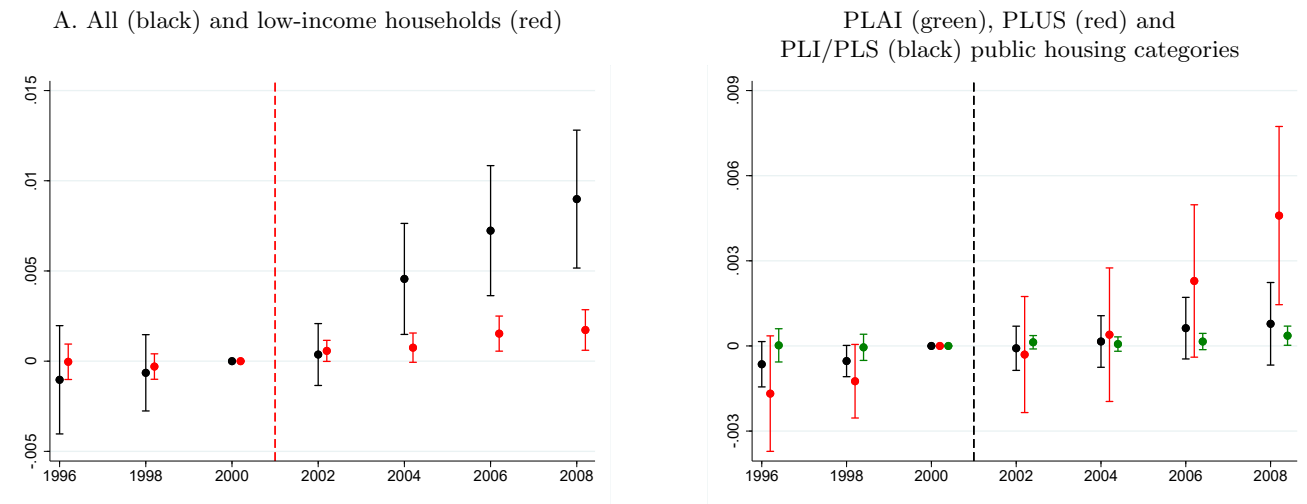 A. All (black) and low-income households (red)
.015
.01
.005
0
-.005
1996 1998 2000 2002 2004 2006 2008
PLAI (green), PLUS (red) and
PLI/PLS (black) public housing categories
.009
.006
.003
0
-.003
1996 1998 2000 2002 2004 2006 2008